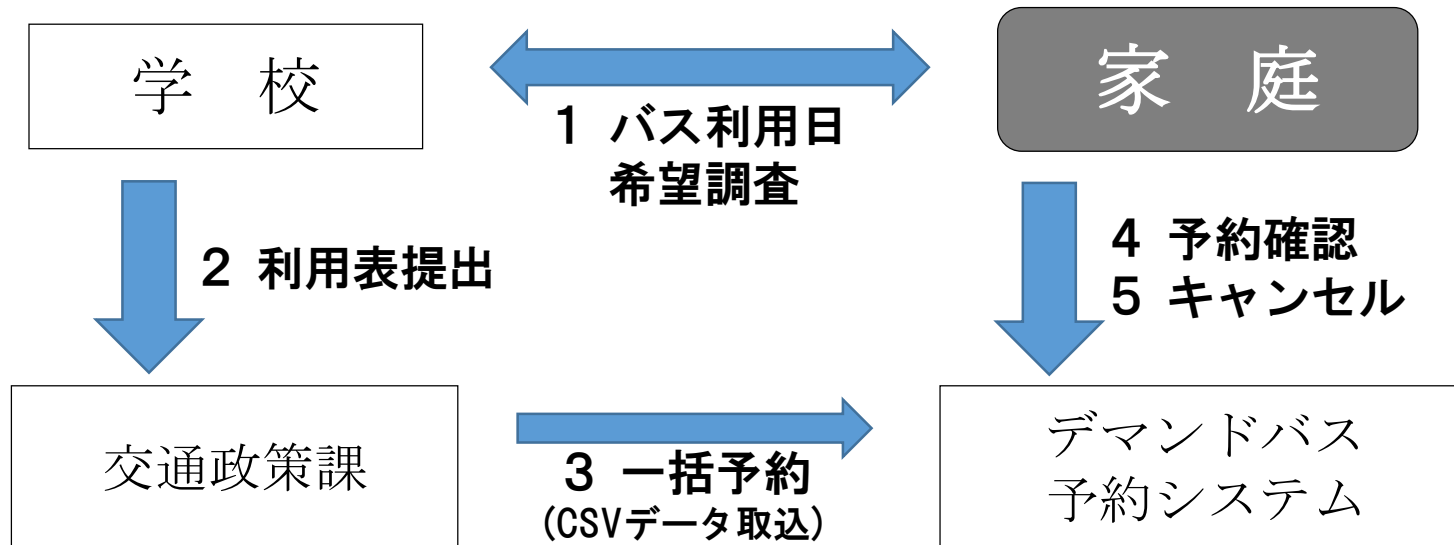 学　校
家　庭
1 バス利用日
希望調査
2 利用表提出
4 予約確認
5 キャンセル
交通政策課
3 一括予約
(CSVデータ取込)
デマンドバス
予約システム